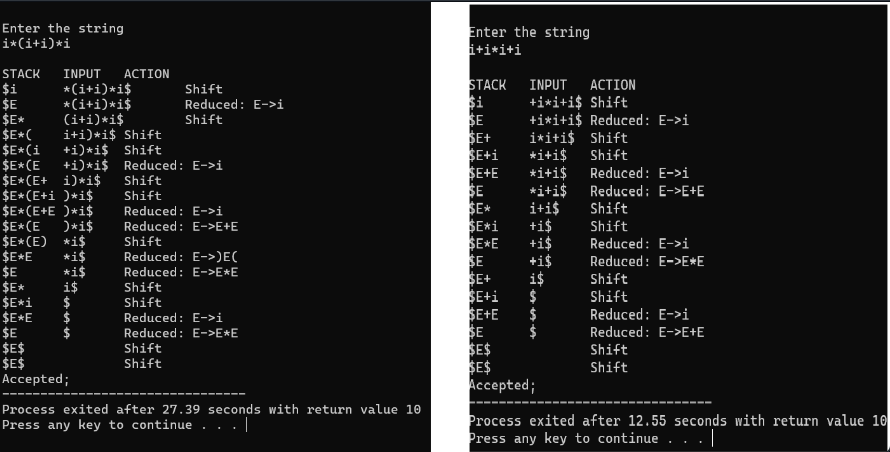 Enter the string
i*(i+i)*i
STACK INPUT ACTION
$i *(i+i)*i$ Shift
$E *(i+i)*i$ Reduced: E->i
$E* (i+i)*i$ Shift
$E*( i+i)*i$ Shift
$E*(i +i)*i$ Shift
$E*(E +i)*i$ Reduced: E->i
$E*(E+ i)*i$ Shift
$E*(E+i )*i$ Shift
$E*(E+E )*i$ Reduced: E->i
$E*(E )*i$ Reduced: E->E+E
$E*(E) *i$ Shift
$E*E *i$ Reduced: E->)E(
$E *i$ Reduced: E->E*E
$E* i$ Shift
$E*i $ Shift
$E*E $ Reduced: E->i
$E $ Reduced: E->E*E
$E$ Shift
$E$ Shift
Accepted;
--------------------------------
Process exited after 27.39 seconds with return value 10
Press any key to continue . . .
Enter the string
i+i*i+i
STACK INPUT ACTION
$i +i*i+i$ Shift
$E +i*i+i$ Reduced: E->i
$E+ i*i+i$ Shift
$E+i *i+i$ Shift
$E+E *i+i$ Reduced: E->i
$E *i+i$ Reduced: E->E+E
$E* i+i$ Shift
$E*i +i$ Shift
$E*E +i$ Reduced: E->i
$E +i$ Reduced: E->E*E
$E+ i$ Shift
$E+i $ Shift
$E+E $ Reduced: E->i
$E $ Reduced: E->E+E
$E$ Shift
$E$ Shift
Accepted;
--------------------------------
Process exited after 12.55 seconds with return value 10
Press any key to continue . . .